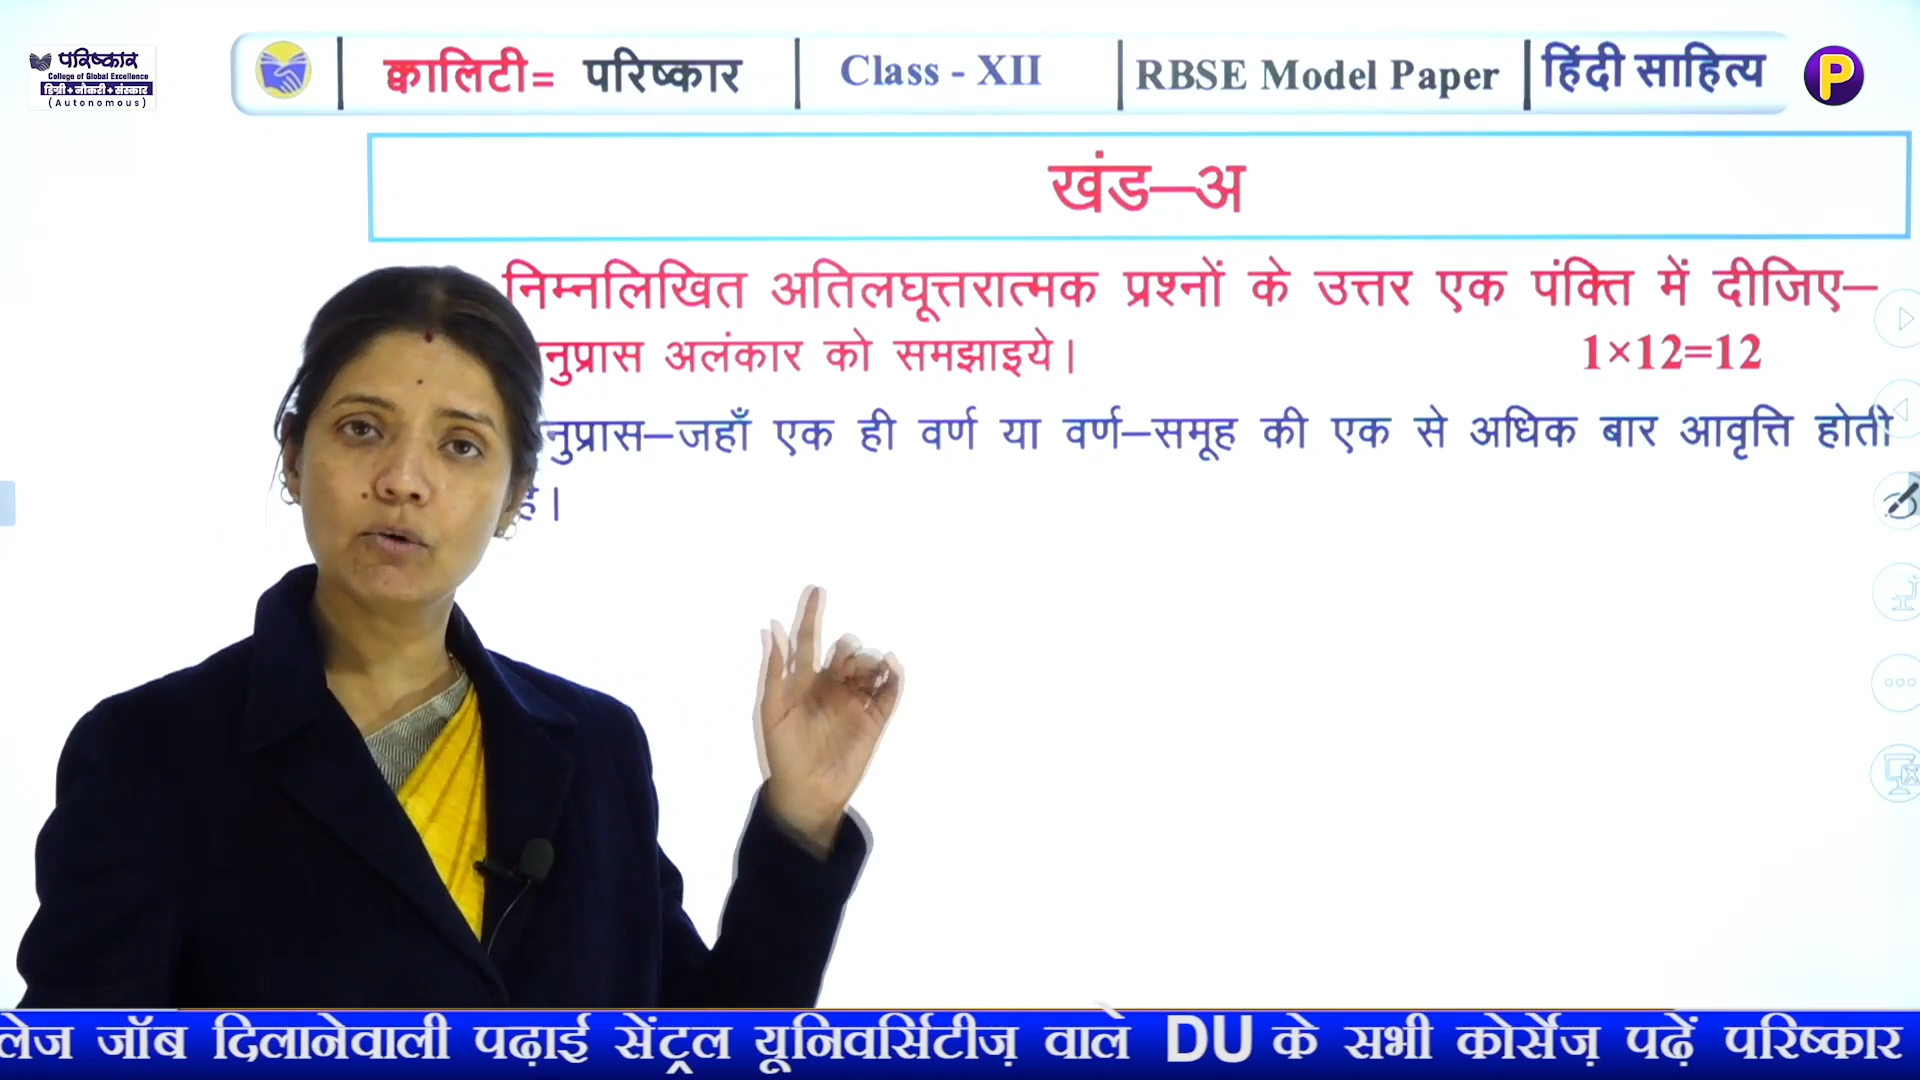 परिष्कार
College of Global Excellence
डिग्री • नौकरी • संस्कार
(Autonomous)
क्वालिटी= परिष्कार
Class - XII
RBSE Model Paper
हिंदी साहित्य
P
खंड–अ
निम्नलिखित अतिलघूत्तरात्मक प्रश्नों के उत्तर एक पंक्ति में दीजिए–
नुप्रास अलंकार को समझाइये। 1×12=12
नुप्रास–जहाँ एक ही वर्ण या वर्ण–समूह की एक से अधिक बार आवृत्ति होती
है।
लेज जॉब दिलानेवाली पढ़ाई सेंट्रल यूनिवर्सिटीज़ वाले DU के सभी कोर्सेज़ पढ़ें परिष्कार